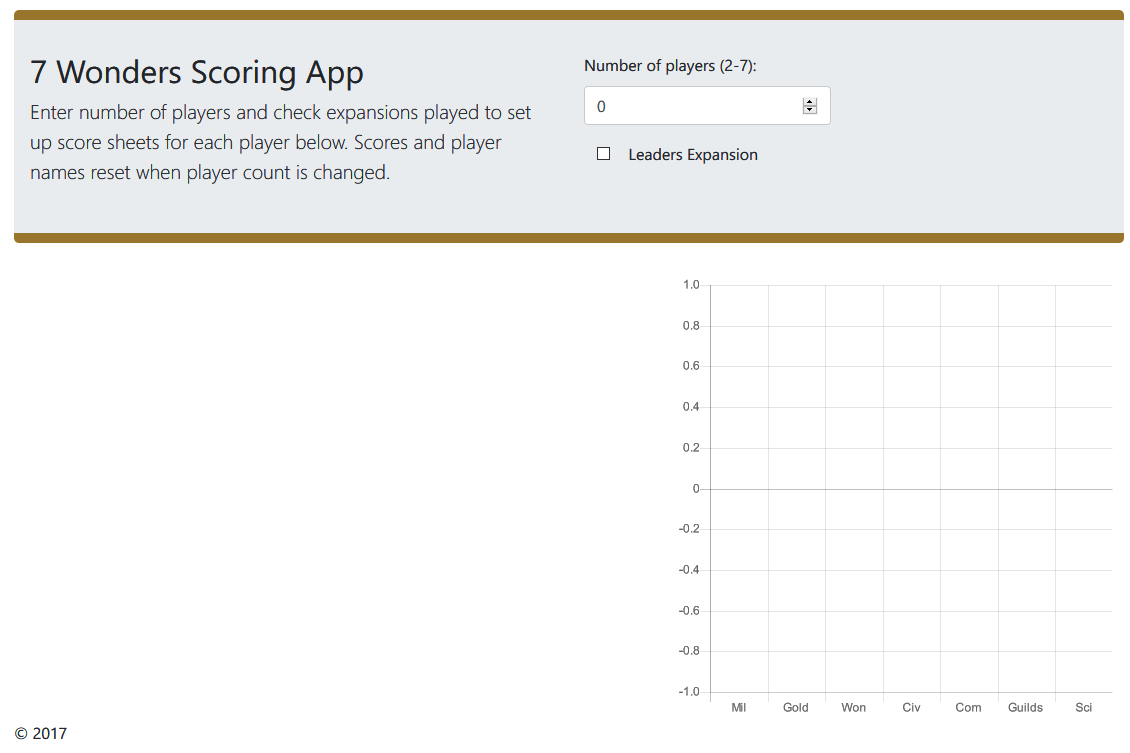 7 Wonders Scoring App
Enter number of players and check expansions played to set
up score sheets for each player below. Scores and player
names reset when player count is changed.
Number of players (2-7):
0
Leaders Expansion
1.0
0.8
0.6
0.4
0.2
0
-0.2
-0.4
-0.6
-0.8
-1.0
Mil Gold Won Civ Com Guilds Sci
© 2017